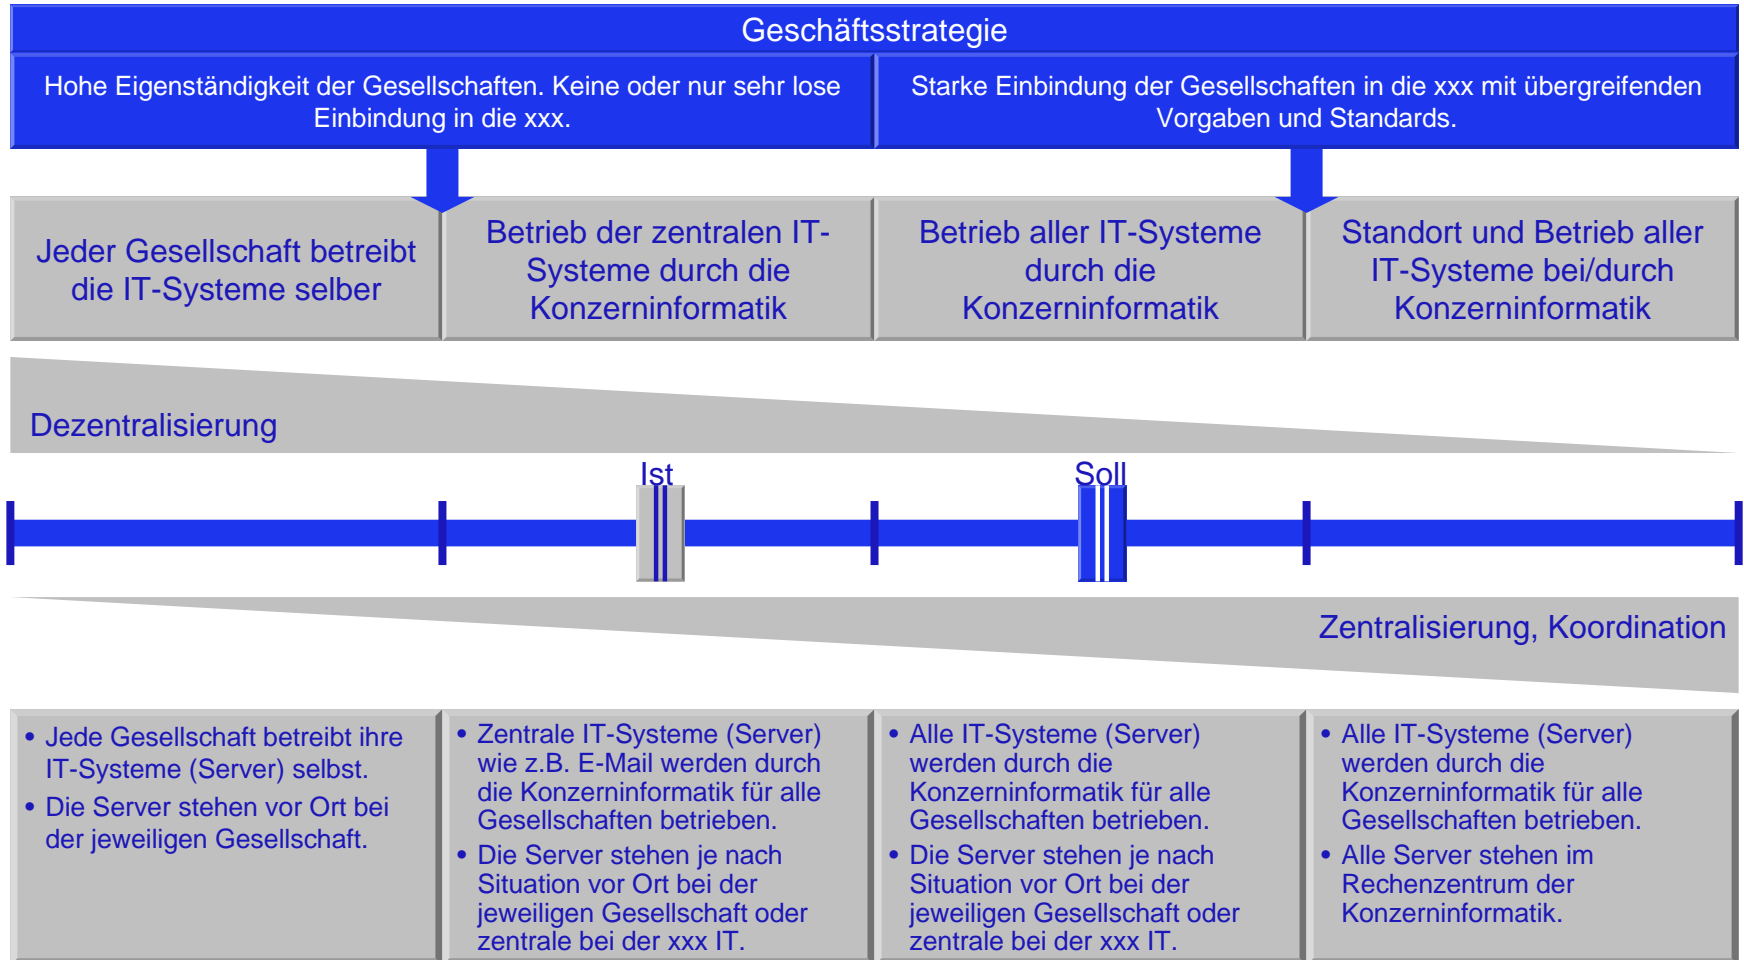 Geschäftsstrategie
Hohe Eigenständigkeit der Gesellschaften. Keine oder nur sehr lose
Einbindung in die xxx.
Starke Einbindung der Gesellschaften in die xxx mit übergreifenden
Vorgaben und Standards.
Jeder Gesellschaft betreibt
die IT-Systeme selber
Betrieb der zentralen IT-
Systeme durch die
Konzerninformatik
Betrieb aller IT-Systeme
durch die
Konzerninformatik
Standort und Betrieb aller
IT-Systeme bei/durch
Konzerninformatik
Dezentralisierung
Ist
Soll
Zentralisierung, Koordination
• Jede Gesellschaft betreibt ihre
IT-Systeme (Server) selbst.
• Die Server stehen vor Ort bei
der jeweiligen Gesellschaft.
• Zentrale IT-Systeme (Server)
wie z.B. E-Mail werden durch
die Konzerninformatik für alle
Gesellschaften betrieben.
• Die Server stehen je nach
Situation vor Ort bei der
jeweiligen Gesellschaft oder
zentrale bei der xxx IT.
• Alle IT-Systeme (Server)
werden durch die
Konzerninformatik für alle
Gesellschaften betrieben.
• Die Server stehen je nach
Situation vor Ort bei der
jeweiligen Gesellschaft oder
zentrale bei der xxx IT.
• Alle IT-Systeme (Server)
werden durch die
Konzerninformatik für alle
Gesellschaften betrieben.
• Alle Server stehen im
Rechenzentrum der
Konzerninformatik.